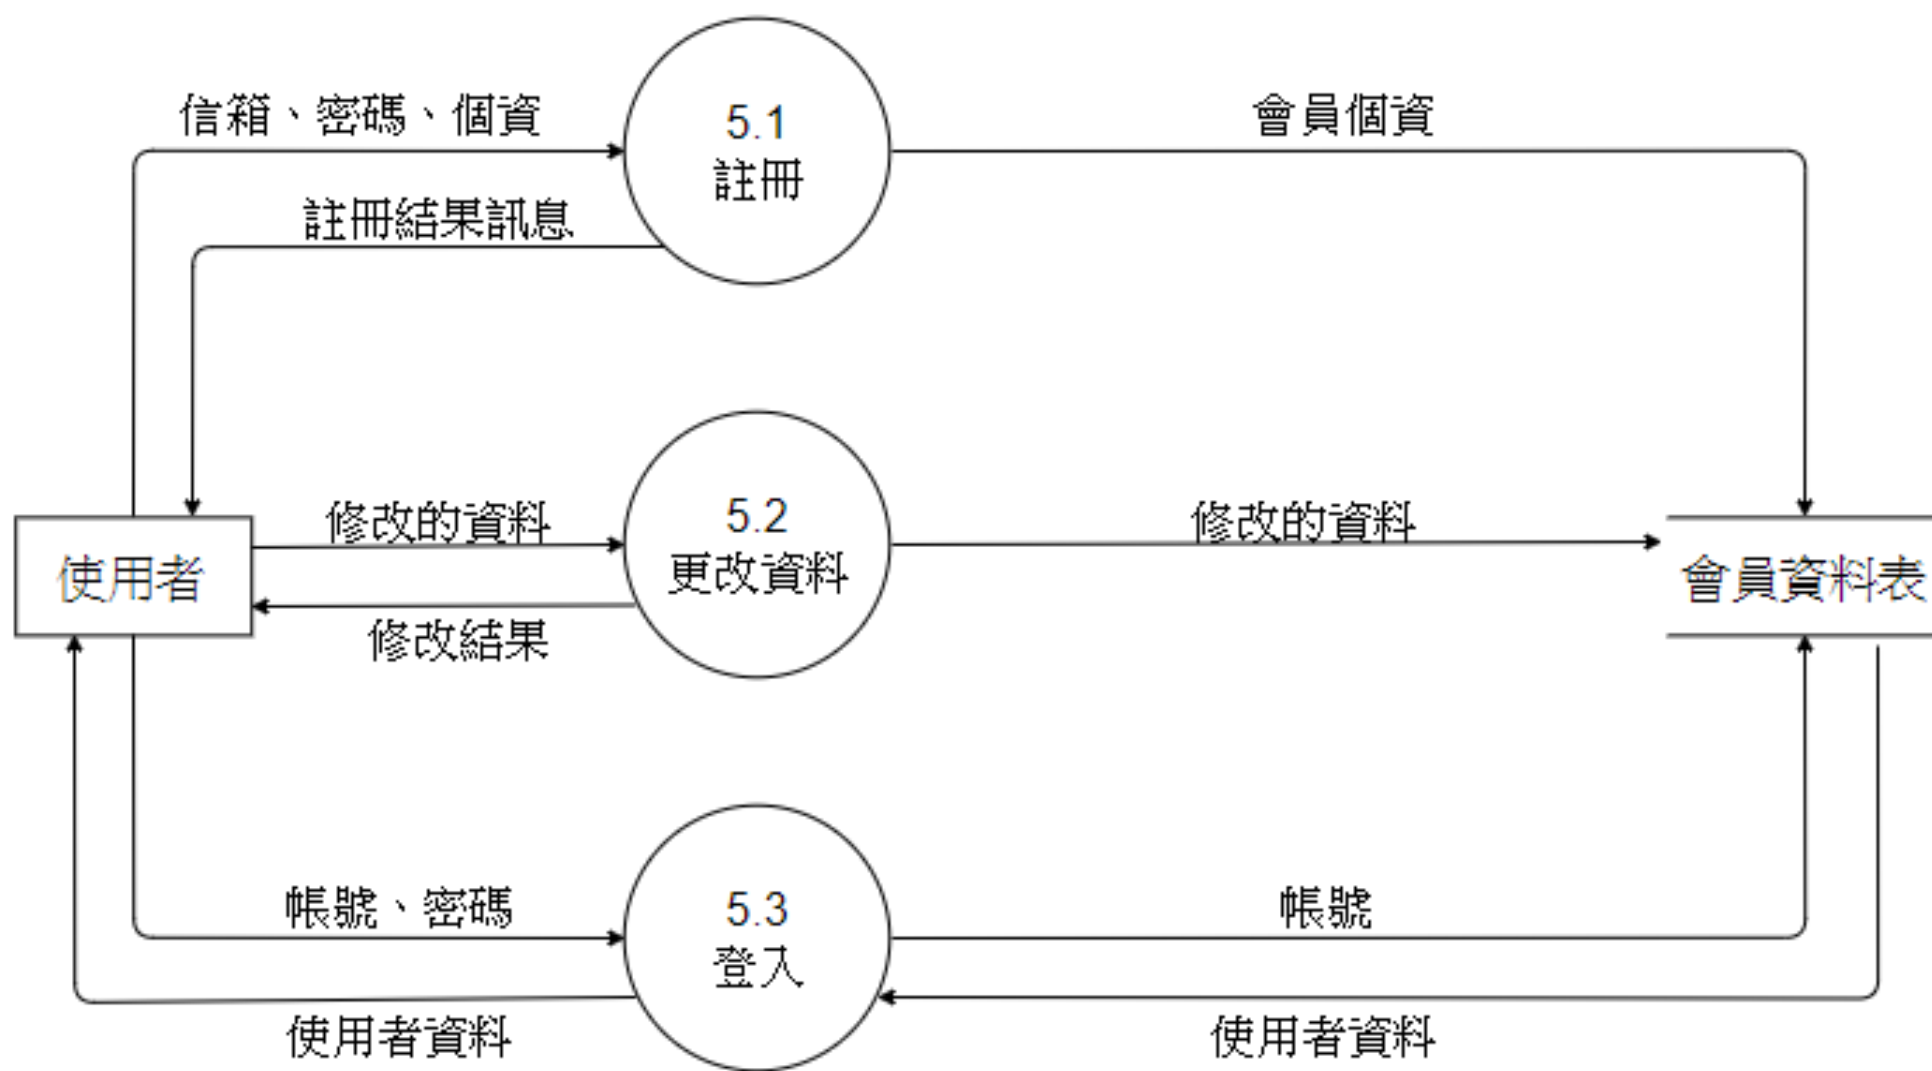 信箱、密碼、個資
5.1
註冊
會員個資
註冊結果訊息
使用者
修改的資料
5.2
更改資料
修改的資料
會員資料表
修改結果
帳號、密碼
5.3
登入
帳號
使用者資料
使用者資料